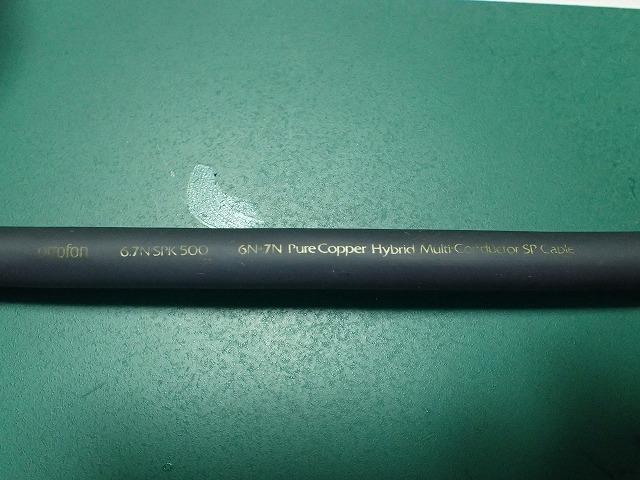 ortofon 6.7N·SPK 500 6N·7N Pure Copper Hybrid Multi-Conductor SP Cable